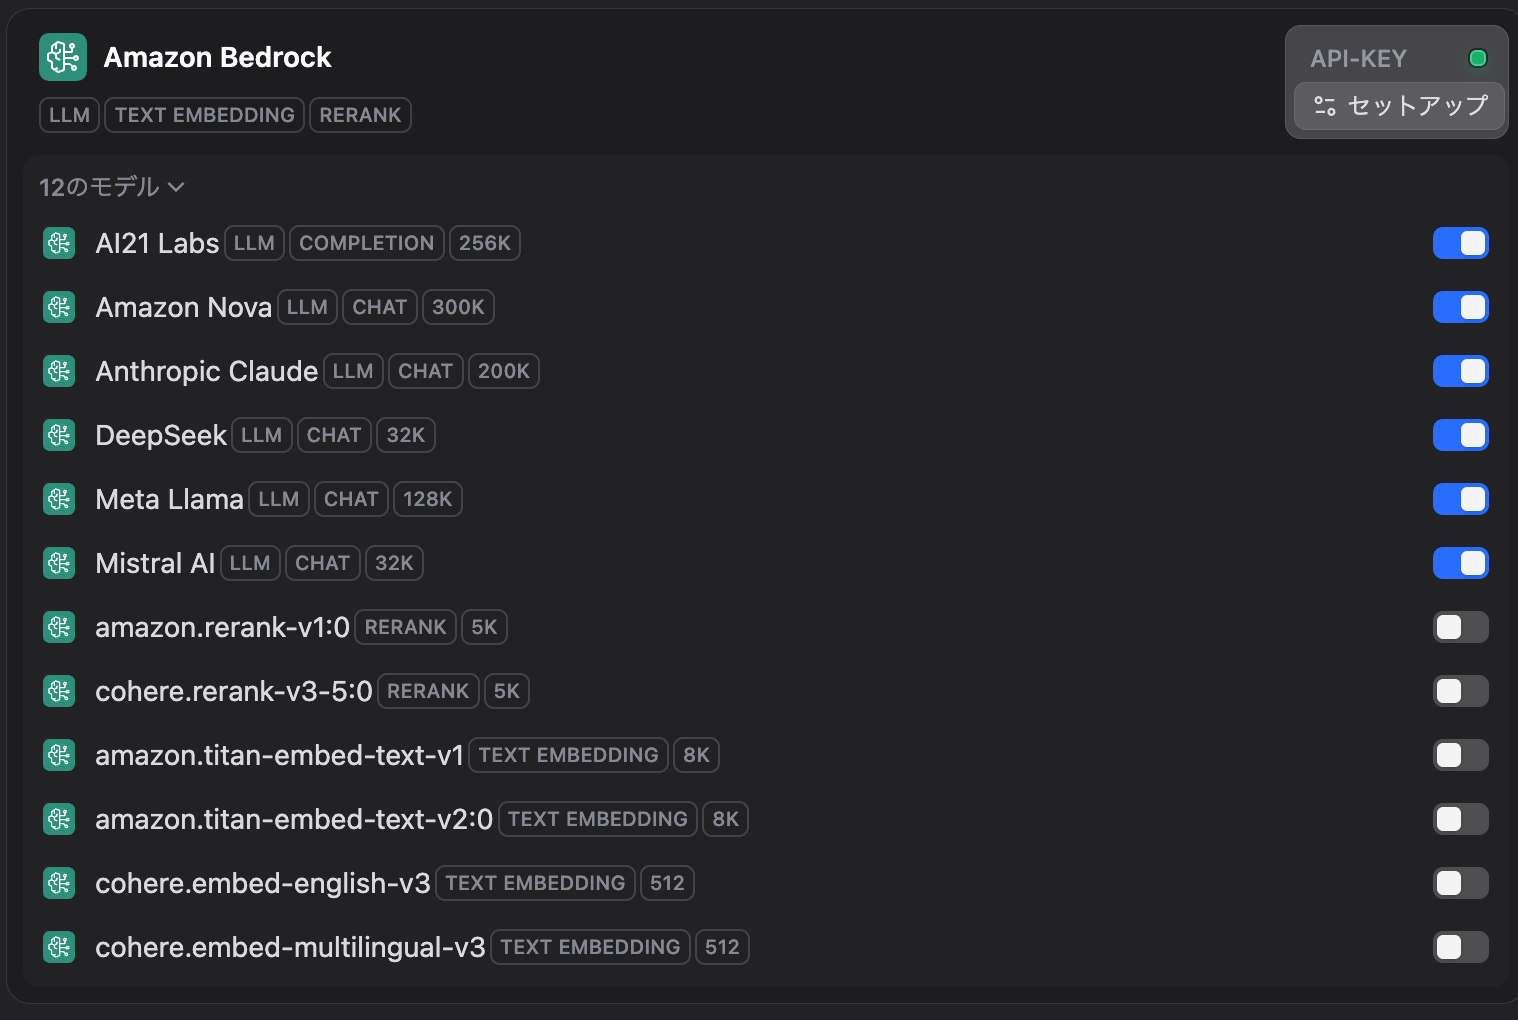 Amazon Bedrock
LLM TEXT EMBEDDING RERANK
API-KEY
セットアップ
12のモデル
AI21 Labs LLM COMPLETION 256K
Amazon Nova LLM CHAT 300K
Anthropic Claude LLM CHAT 200K
DeepSeek LLM CHAT 32K
Meta Llama LLM CHAT 128K
Mistral AI LLM CHAT 32K
amazon.rerank-v1:0 RERANK 5K
cohere.rerank-v3-5:0 RERANK 5K
amazon.titan-embed-text-v1 TEXT EMBEDDING 8K
amazon.titan-embed-text-v2:0 TEXT EMBEDDING 8K
cohere.embed-english-v3 TEXT EMBEDDING 512
cohere.embed-multilingual-v3 TEXT EMBEDDING 512